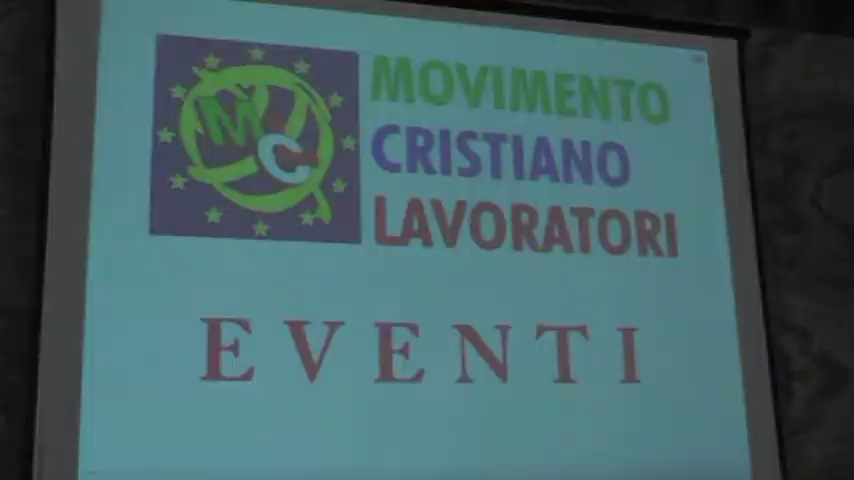 MC
MOVIMENTO
CRISTIANO
LAVORATORI
EVENTI